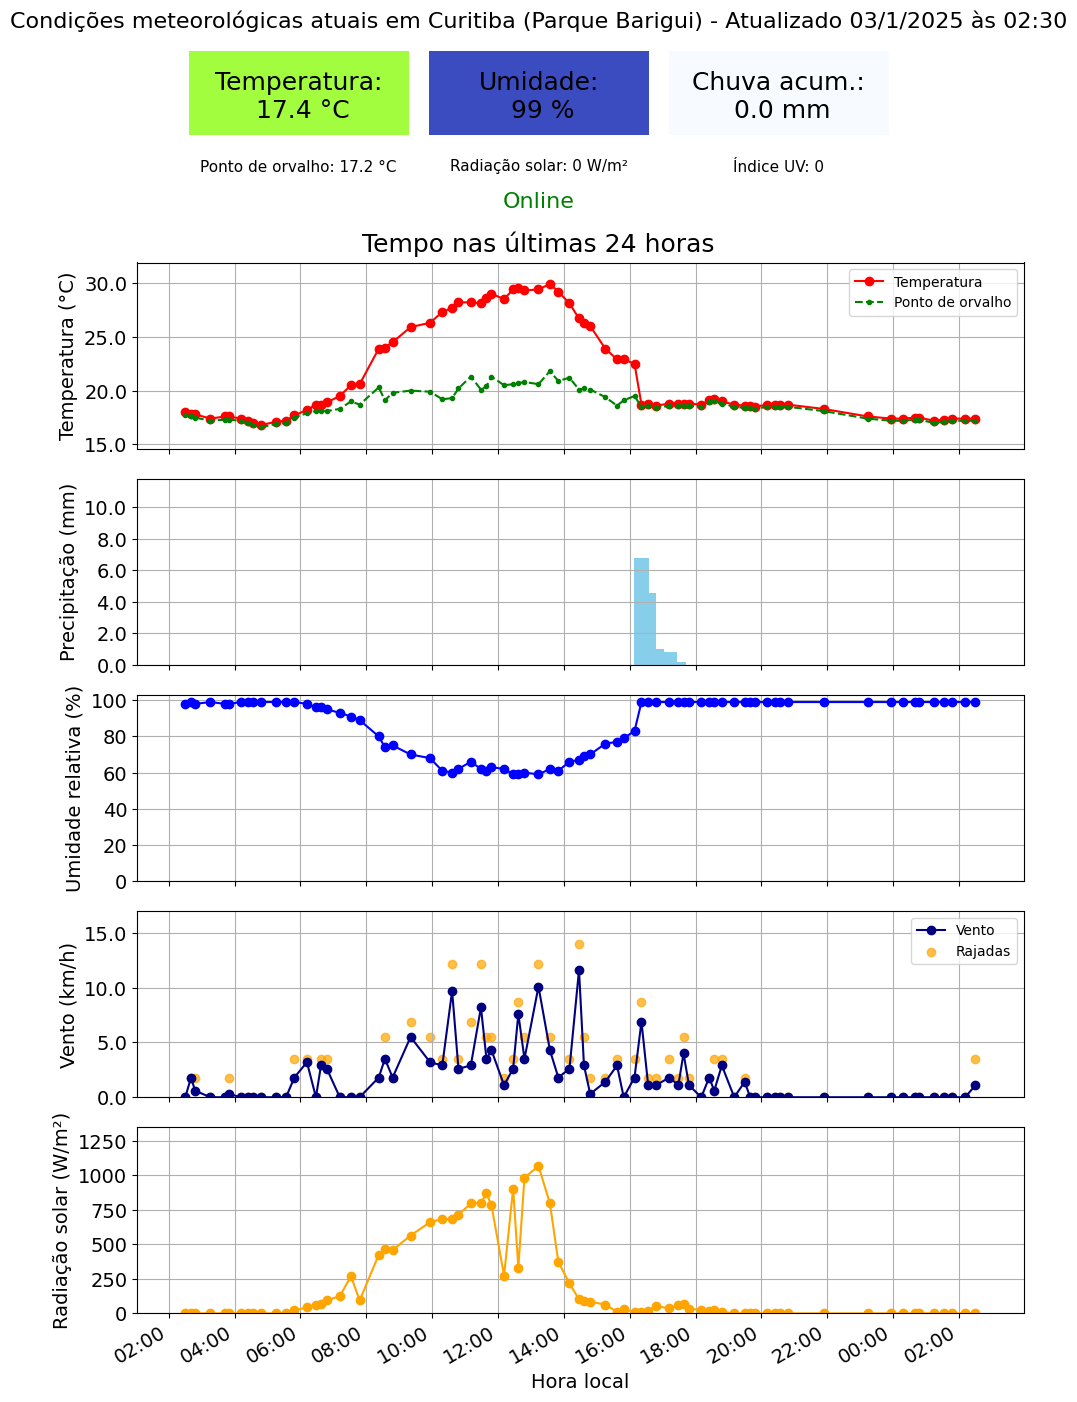 Condições meteorológicas atuais em Curitiba (Parque Barigui) - Atualizado 03/1/2025 às 02:30
Temperatura:
17.4 °C
Umidade:
99 %
Chuva acum.:
0.0 mm
Ponto de orvalho: 17.2 °C
Radiação solar: 0 W/m²
Índice UV: 0
Online
Tempo nas últimas 24 horas
Temperatura (°C)
30.0
25.0
20.0
15.0
Temperatura
Ponto de orvalho
Precipitação (mm)
10.0
8.0
6.0
4.0
2.0
0.0
Umidade relativa (%)
100
80
60
40
20
0
Vento (km/h)
15.0
10.0
5.0
0.0
Vento
Rajadas
Radiação solar (W/m²)
1250
1000
750
500
250
0
02:00 04:00 06:00 08:00 10:00 12:00 14:00 16:00 18:00 20:00 22:00 00:00 02:00
Hora local